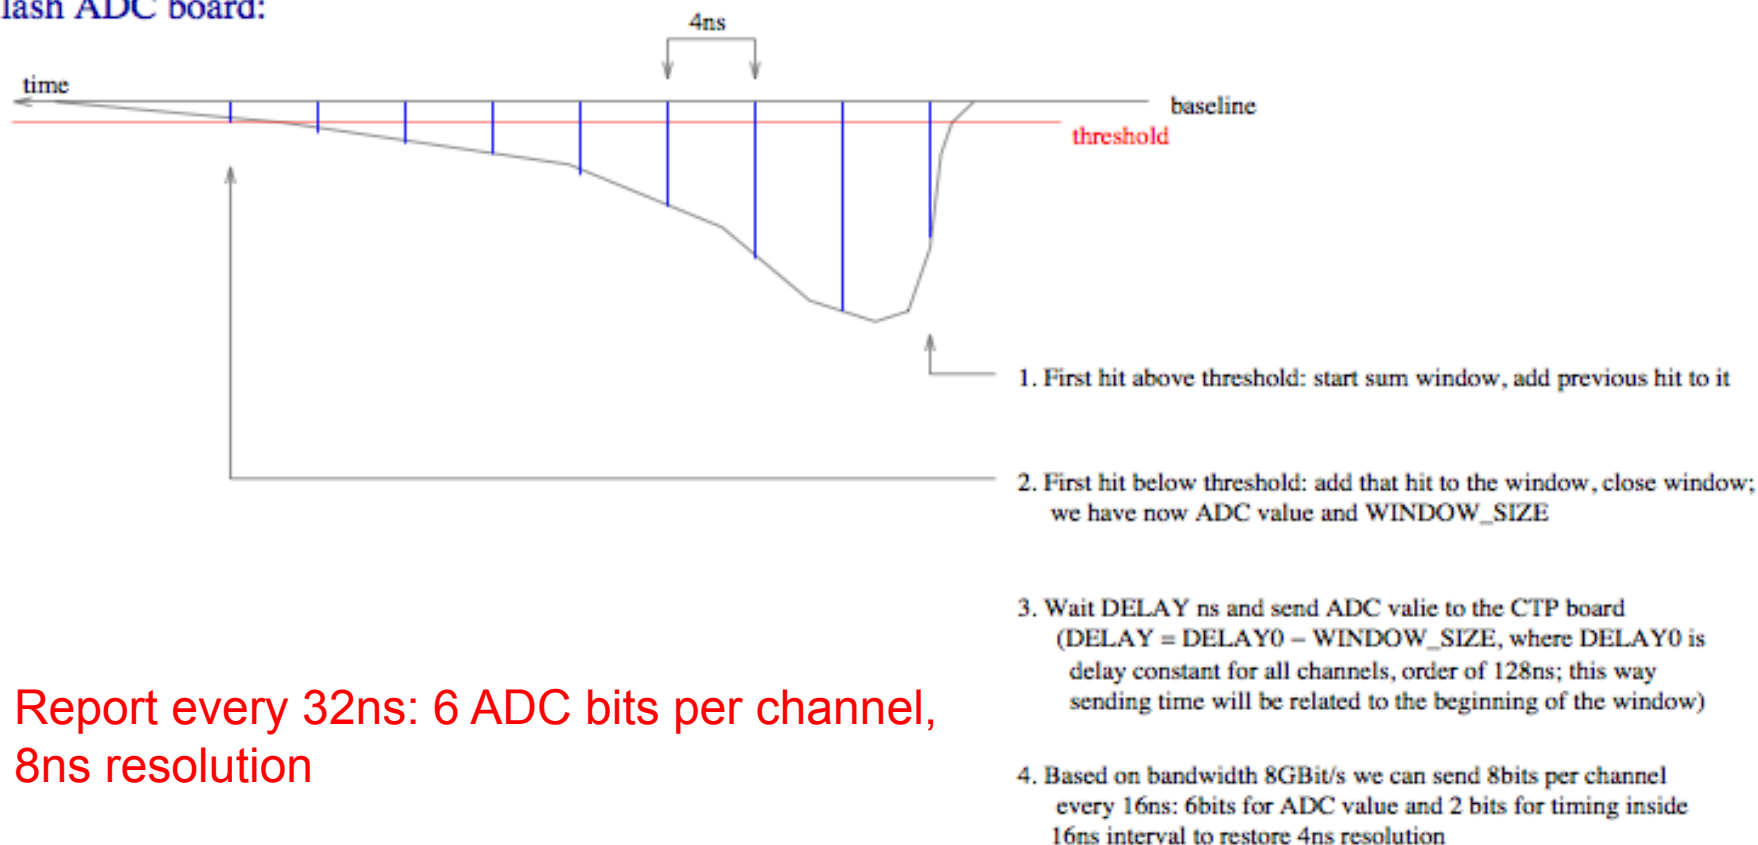 lash ADC board:
4ns
time
baseline
threshold
1. First hit above threshold: start sum window, add previous hit to it
2. First hit below threshold: add that hit to the window, close window;
we have now ADC value and WINDOW_SIZE
3. Wait DELAY ns and send ADC valie to the CTP board
(DELAY = DELAY0 – WINDOW_SIZE, where DELAY0 is
delay constant for all channels, order of 128ns; this way
sending time will be related to the beginning of the window)
Report every 32ns: 6 ADC bits per channel,
8ns resolution
4. Based on bandwidth 8GBit/s we can send 8bits per channel
every 16ns: 6bits for ADC value and 2 bits for timing inside
16ns interval to restore 4ns resolution